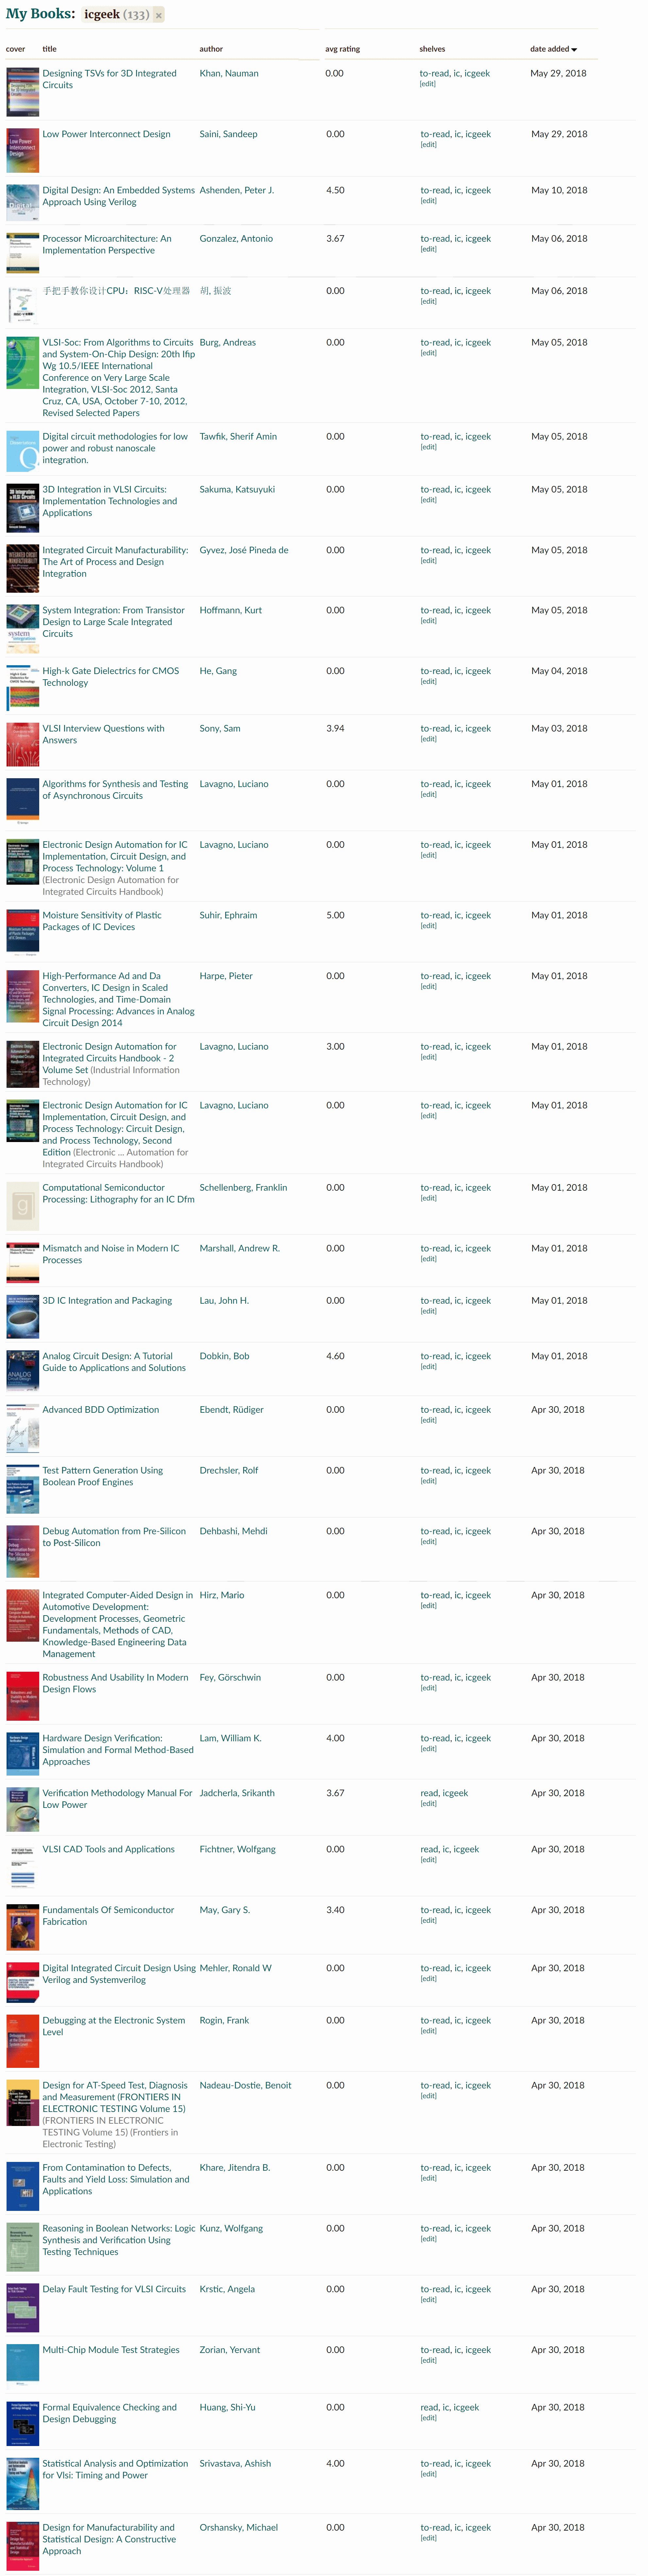 My Books: icgeek (133) ×
cover title author avg rating shelves date added
Designing TSVs for 3D Integrated Khan, Nauman 0.00 to-read, ic, icgeek May 29, 2018
Circuits [edit]
Low Power Interconnect Design Saini, Sandeep 0.00 to-read, ic, icgeek May 29, 2018
[edit]
Digital Design: An Embedded Systems Ashenden, Peter J. 4.50 to-read, ic, icgeek May 10, 2018
Approach Using Verilog [edit]
Processor Microarchitecture: An Gonzalez, Antonio 3.67 to-read, ic, icgeek May 06, 2018
Implementation Perspective [edit]
手把手教你设计CPU：RISC-V处理器 胡, 振波 0.00 to-read, ic, icgeek May 06, 2018
[edit]
VLSI-Soc: From Algorithms to Circuits Burg, Andreas 0.00 to-read, ic, icgeek May 05, 2018
and System-On-Chip Design: 20th Ifip [edit]
Wg 10.5/IEEE International
Conference on Very Large Scale
Integration, VLSI-Soc 2012, Santa
Cruz, CA, USA, October 7-10, 2012,
Revised Selected Papers
Digital circuit methodologies for low Tawfik, Sherif Amin 0.00 to-read, ic, icgeek May 05, 2018
power and robust nanoscale [edit]
integration.
3D Integration in VLSI Circuits: Sakuma, Katsuyuki 0.00 to-read, ic, icgeek May 05, 2018
Implementation Technologies and [edit]
Applications
Integrated Circuit Manufacturability: Gyvez, José Pineda de 0.00 to-read, ic, icgeek May 05, 2018
The Art of Process and Design [edit]
Integration
System Integration: From Transistor Hoffmann, Kurt 0.00 to-read, ic, icgeek May 05, 2018
Design to Large Scale Integrated [edit]
Circuits
High-k Gate Dielectrics for CMOS He, Gang 0.00 to-read, ic, icgeek May 04, 2018
Technology [edit]
VLSI Interview Questions with Sony, Sam 3.94 to-read, ic, icgeek May 03, 2018
Answers [edit]
Algorithms for Synthesis and Testing Lavagno, Luciano 0.00 to-read, ic, icgeek May 01, 2018
of Asynchronous Circuits [edit]
Electronic Design Automation for IC Lavagno, Luciano 0.00 to-read, ic, icgeek May 01, 2018
Implementation, Circuit Design, and [edit]
Process Technology: Volume 1
(Electronic Design Automation for
Integrated Circuits Handbook)
Moisture Sensitivity of Plastic Suhir, Ephraim 5.00 to-read, ic, icgeek May 01, 2018
Packages of IC Devices [edit]
High-Performance Ad and Da Harpe, Pieter 0.00 to-read, ic, icgeek May 01, 2018
Converters, IC Design in Scaled [edit]
Technologies, and Time-Domain
Signal Processing: Advances in Analog
Circuit Design 2014
Electronic Design Automation for Lavagno, Luciano 3.00 to-read, ic, icgeek May 01, 2018
Integrated Circuits Handbook - 2 [edit]
Volume Set (Industrial Information
Technology)
Electronic Design Automation for IC Lavagno, Luciano 0.00 to-read, ic, icgeek May 01, 2018
Implementation, Circuit Design, and [edit]
Process Technology: Circuit Design,
and Process Technology, Second
Edition (Electronic ... Automation for
Integrated Circuits Handbook)
Computational Semiconductor Schellenberg, Franklin 0.00 to-read, ic, icgeek May 01, 2018
Processing: Lithography for an IC Dfm [edit]
Mismatch and Noise in Modern IC Marshall, Andrew R. 0.00 to-read, ic, icgeek May 01, 2018
Processes [edit]
3D IC Integration and Packaging Lau, John H. 0.00 to-read, ic, icgeek May 01, 2018
[edit]
Analog Circuit Design: A Tutorial Dobkin, Bob 4.60 to-read, ic, icgeek May 01, 2018
Guide to Applications and Solutions [edit]
Advanced BDD Optimization Ebendt, Rüdiger 0.00 to-read, ic, icgeek Apr 30, 2018
[edit]
Test Pattern Generation Using Drechsler, Rolf 0.00 to-read, ic, icgeek Apr 30, 2018
Boolean Proof Engines [edit]
Debug Automation from Pre-Silicon Dehbashi, Mehdi 0.00 to-read, ic, icgeek Apr 30, 2018
to Post-Silicon [edit]
Integrated Computer-Aided Design in Hirz, Mario 0.00 to-read, ic, icgeek Apr 30, 2018
Automotive Development: [edit]
Development Processes, Geometric
Fundamentals, Methods of CAD,
Knowledge-Based Engineering Data
Management
Robustness And Usability In Modern Fey, Görschwin 0.00 to-read, ic, icgeek Apr 30, 2018
Design Flows [edit]
Hardware Design Verification: Lam, William K. 4.00 to-read, ic, icgeek Apr 30, 2018
Simulation and Formal Method-Based [edit]
Approaches
Verification Methodology Manual For Jadcherla, Srikanth 3.67 read, icgeek Apr 30, 2018
Low Power [edit]
VLSI CAD Tools and Applications Fichtner, Wolfgang 0.00 read, ic, icgeek Apr 30, 2018
[edit]
Fundamentals Of Semiconductor May, Gary S. 3.40 to-read, ic, icgeek Apr 30, 2018
Fabrication [edit]
Digital Integrated Circuit Design Using Mehler, Ronald W 0.00 to-read, ic, icgeek Apr 30, 2018
Verilog and Systemverilog [edit]
Debugging at the Electronic System Rogin, Frank 0.00 to-read, ic, icgeek Apr 30, 2018
Level [edit]
Design for AT-Speed Test, Diagnosis Nadeau-Dostie, Benoit 0.00 to-read, ic, icgeek Apr 30, 2018
and Measurement (FRONTIERS IN [edit]
ELECTRONIC TESTING Volume 15)
(FRONTIERS IN ELECTRONIC
TESTING Volume 15) (Frontiers in
Electronic Testing)
From Contamination to Defects, Khare, Jitendra B. 0.00 to-read, ic, icgeek Apr 30, 2018
Faults and Yield Loss: Simulation and [edit]
Applications
Reasoning in Boolean Networks: Logic Kunz, Wolfgang 0.00 to-read, ic, icgeek Apr 30, 2018
Synthesis and Verification Using [edit]
Testing Techniques
Delay Fault Testing for VLSI Circuits Krstic, Angela 0.00 to-read, ic, icgeek Apr 30, 2018
[edit]
Multi-Chip Module Test Strategies Zorian, Yervant 0.00 to-read, ic, icgeek Apr 30, 2018
[edit]
Formal Equivalence Checking and Huang, Shi-Yu 0.00 read, ic, icgeek Apr 30, 2018
Design Debugging [edit]
Statistical Analysis and Optimization Srivastava, Ashish 4.00 to-read, ic, icgeek Apr 30, 2018
for Vlsi: Timing and Power [edit]
Design for Manufacturability and Orshansky, Michael 0.00 to-read, ic, icgeek Apr 30, 2018
Statistical Design: A Constructive [edit]
Approach